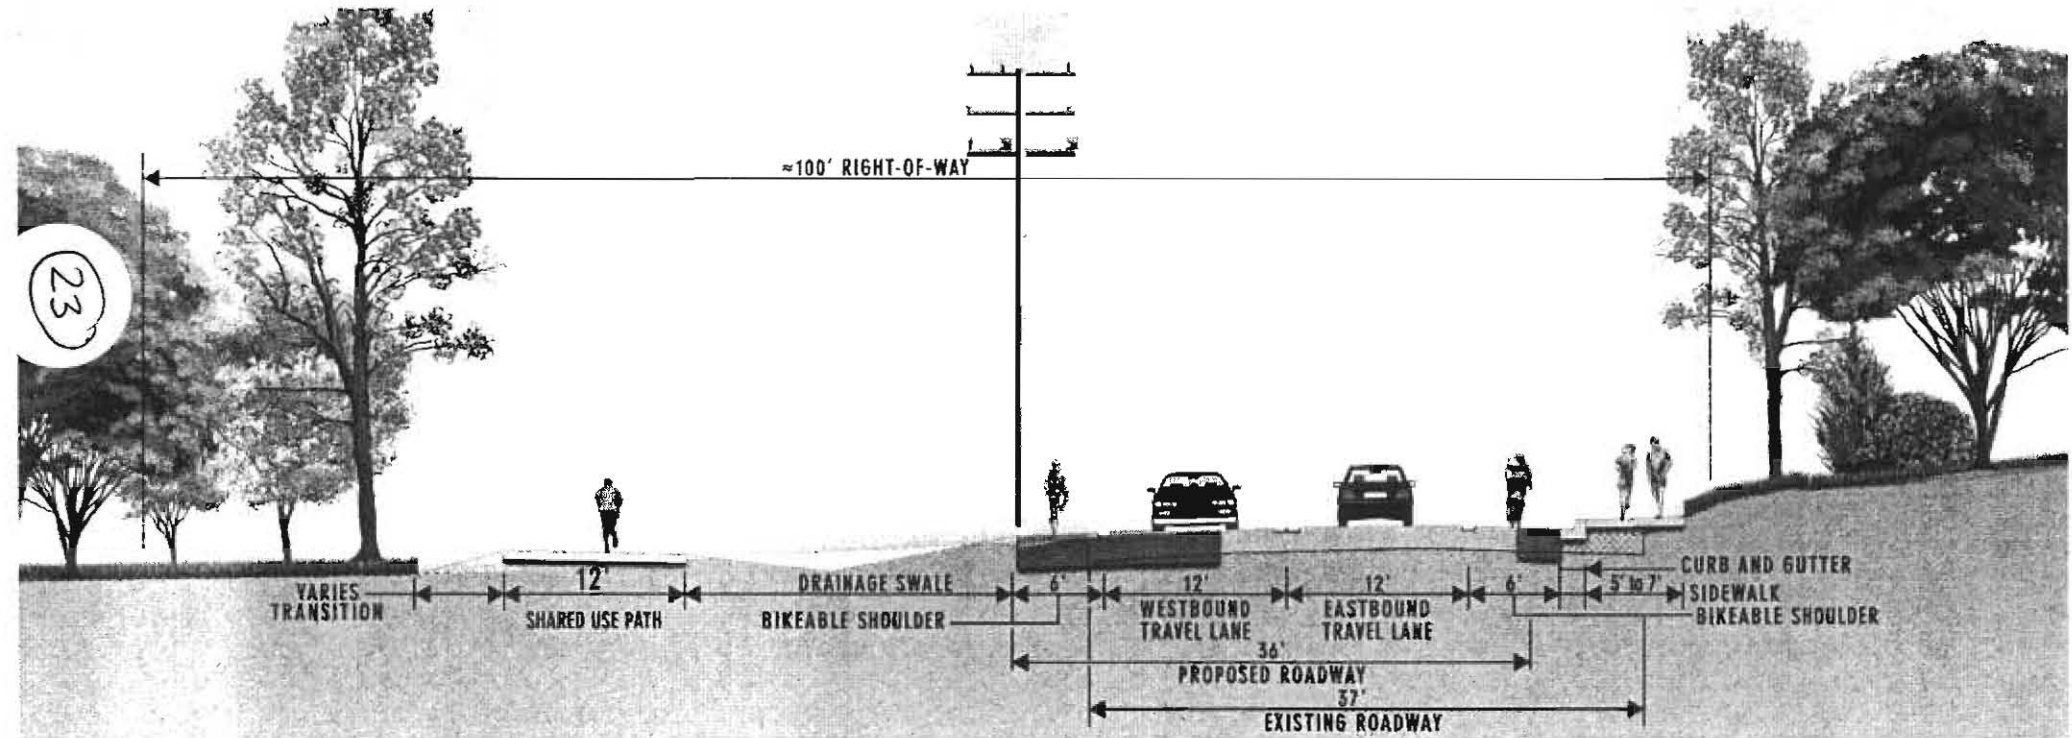 ≈100' RIGHT-OF-WAY
23
VARIES
TRANSITION
12'
SHARED USE PATH
DRAINAGE SWALE
BIKEABLE SHOULDER
6'
12'
WESTBOUND
TRAVEL LANE
12'
EASTBOUND
TRAVEL LANE
6'
5' to 7'
CURB AND GUTTER
SIDEWALK
BIKEABLE SHOULDER
36'
PROPOSED ROADWAY
37'
EXISTING ROADWAY